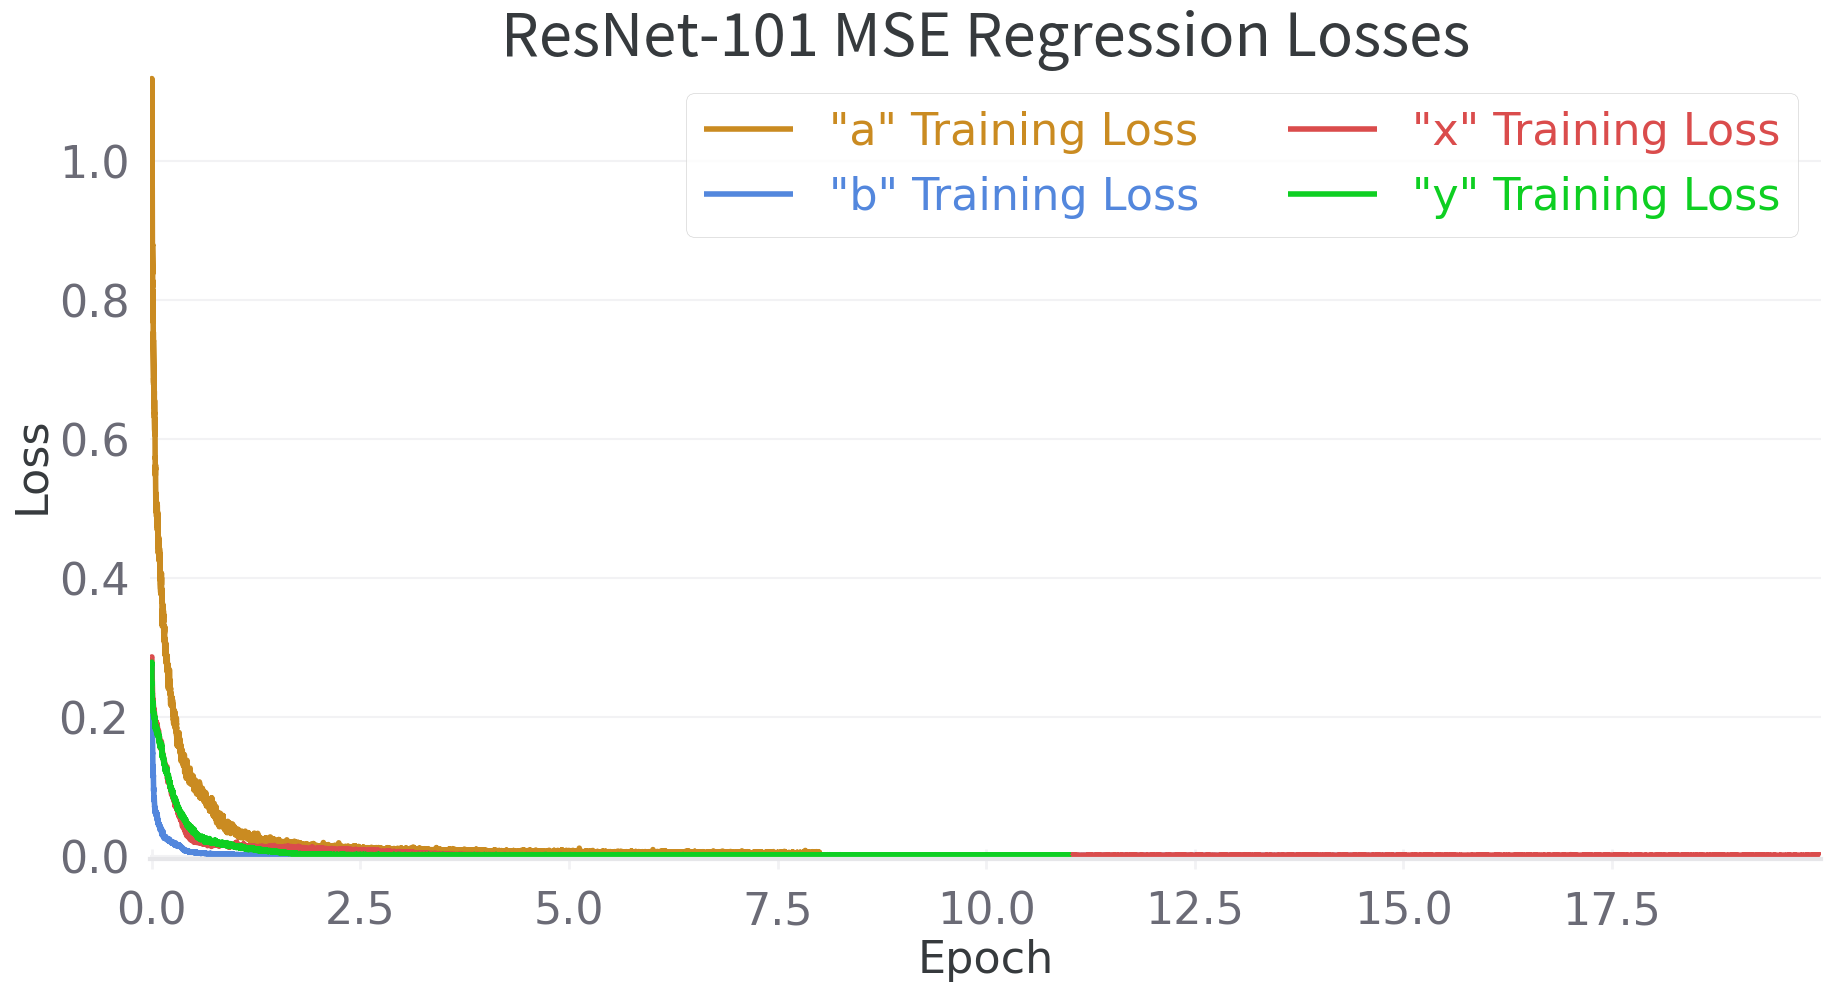 ResNet-101 MSE Regression Losses
"a" Training Loss
"b" Training Loss
"x" Training Loss
"y" Training Loss
Loss
1.0
0.8
0.6
0.4
0.2
0.0
0.0 2.5 5.0 7.5 10.0 12.5 15.0 17.5
Epoch